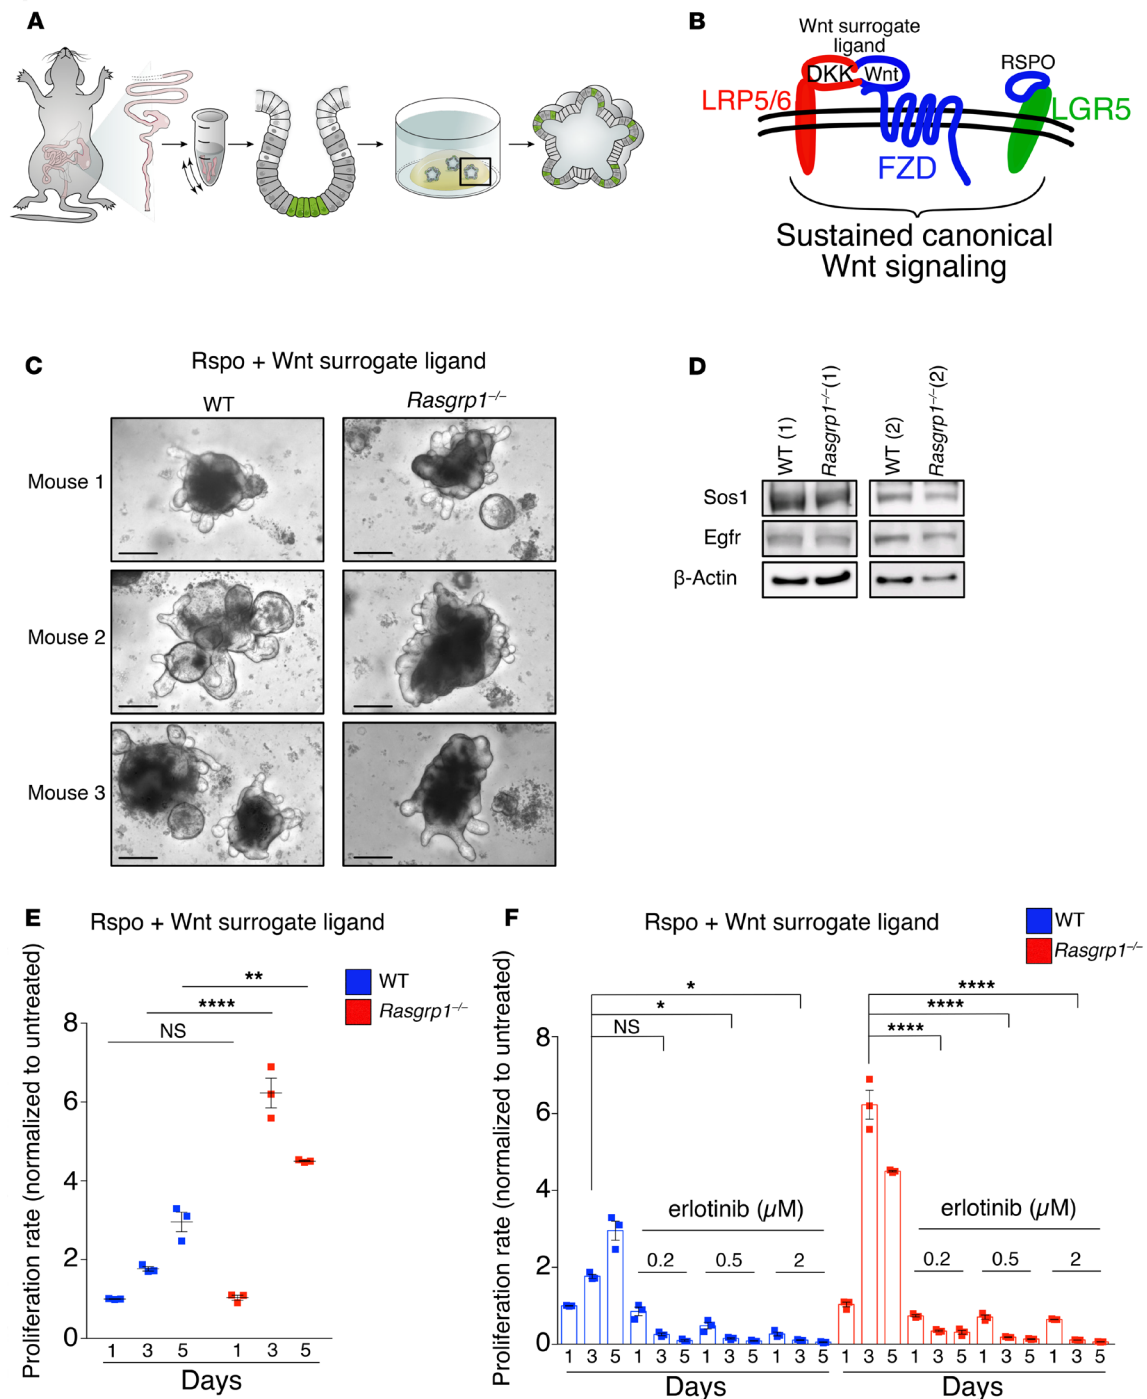 A
B
Wnt surrogate
ligand
DKK
Wnt
RSPO
LRP5/6
LGR5
FZD
Sustained canonical
Wnt signaling
C
Rspo + Wnt surrogate ligand
WT
Rasgrp1–/–
Mouse 1
Mouse 2
Mouse 3
D
WT (1)
Rasgrp1–/–(1)
WT (2)
Rasgrp1–/–(2)
Sos1
Egfr
β-Actin
E
Rspo + Wnt surrogate ligand
WT
Rasgrp1–/–
Proliferation rate (normalized to untreated)
**
****
NS
8
6
4
2
0
1 3 5 1 3 5
Days
F
Rspo + Wnt surrogate ligand
WT
Rasgrp1–/–
Proliferation rate (normalized to untreated)
*
*
NS
****
****
****
8
6
4
2
0
erlotinib (μM)
0.2 0.5 2
erlotinib (μM)
0.2 0.5 2
1 3 5 1 3 5 1 3 5 1 3 5 1 3 5 1 3 5 1 3 5 1 3 5
Days
Days